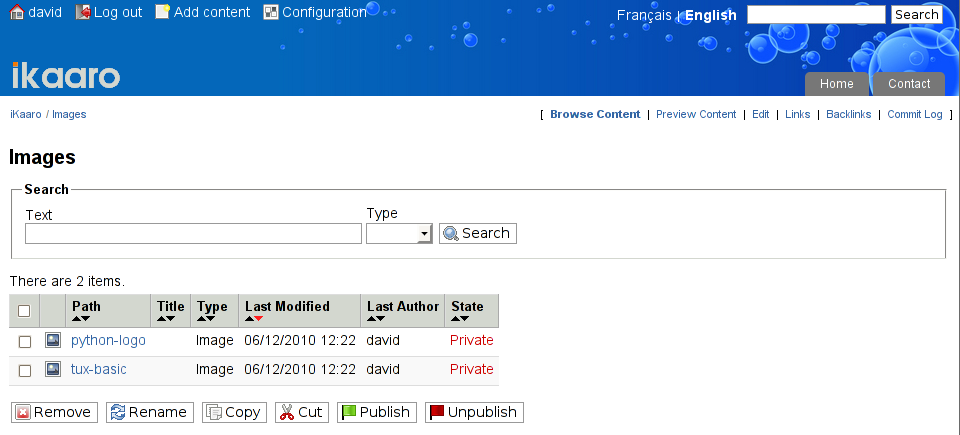 david Log out Add content Configuration Français | English Search
ikaaro
Home Contact
iKaaro / Images [ Browse Content | Preview Content | Edit | Links | Backlinks | Commit Log ]
Images
Search
Text Type
Search
There are 2 items.
Path Title Type Last Modified Last Author State
python-logo Image 06/12/2010 12:22 david Private
tux-basic Image 06/12/2010 12:22 david Private
Remove Rename Copy Cut Publish Unpublish